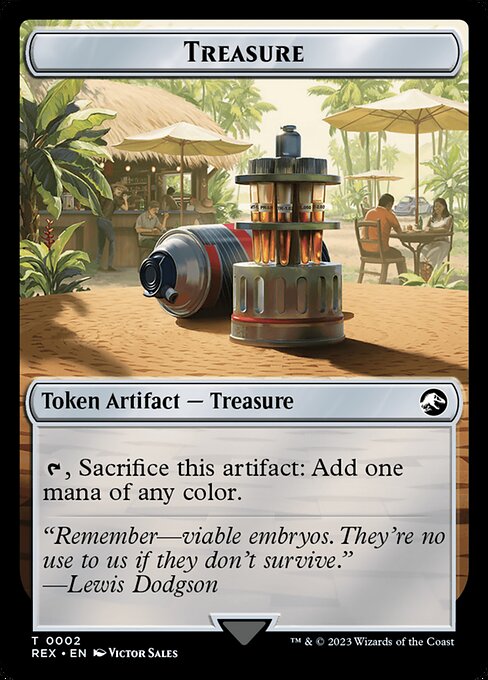 Treasure
Token Artifact — Treasure
, Sacrifice this artifact: Add one
mana of any color.
“Remember—viable embryos. They’re no
use to us if they don’t survive.”
—Lewis Dodgson
T 0002
REX • EN Victor Sales
™ & © 2023 Wizards of the Coast